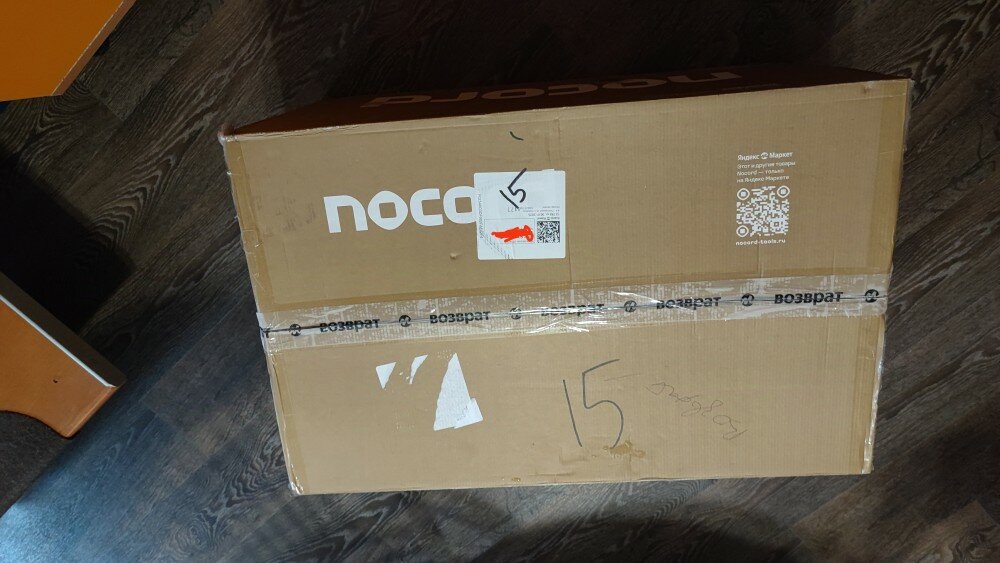 nocord
noco
15
Яндекс Маркет
Этот и другие товары
Nocord — только
на Яндекс Маркете
nocord-tools.ru
возврат возврат возврат возврат возврат
15